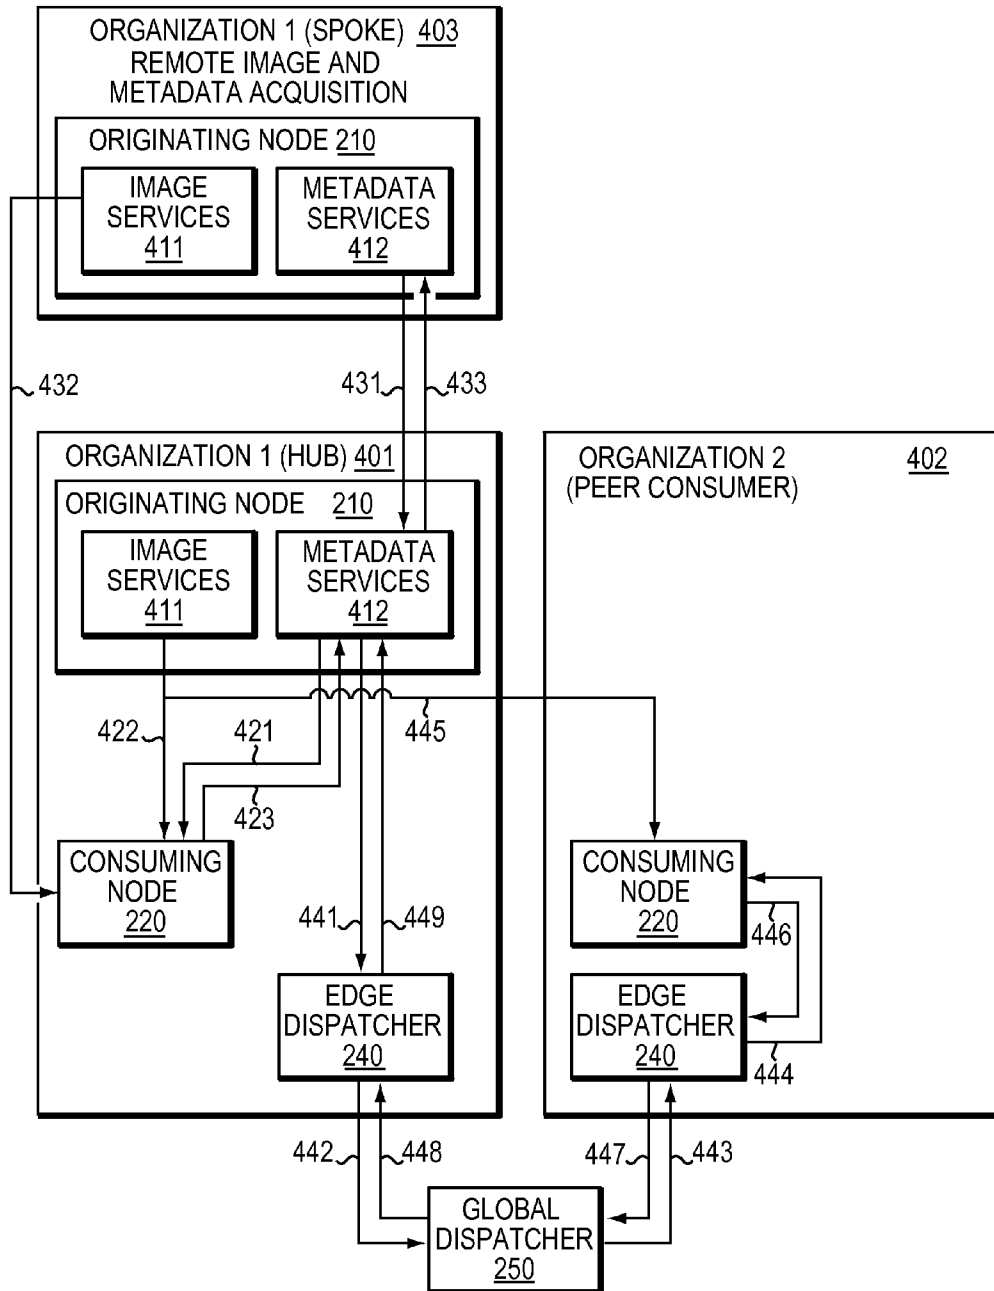 ORGANIZATION 1 (SPOKE) 403
REMOTE IMAGE AND
METADATA ACQUISITION
ORIGINATING NODE 210
IMAGE
SERVICES
411
METADATA
SERVICES
412
432
431
433
ORGANIZATION 1 (HUB) 401
ORIGINATING NODE 210
IMAGE
SERVICES
411
METADATA
SERVICES
412
ORGANIZATION 2
(PEER CONSUMER)
402
422
421
423
445
CONSUMING
NODE
220
441
449
EDGE
DISPATCHER
240
CONSUMING
NODE
220
446
EDGE
DISPATCHER
240
444
442
448
447
443
GLOBAL
DISPATCHER
250